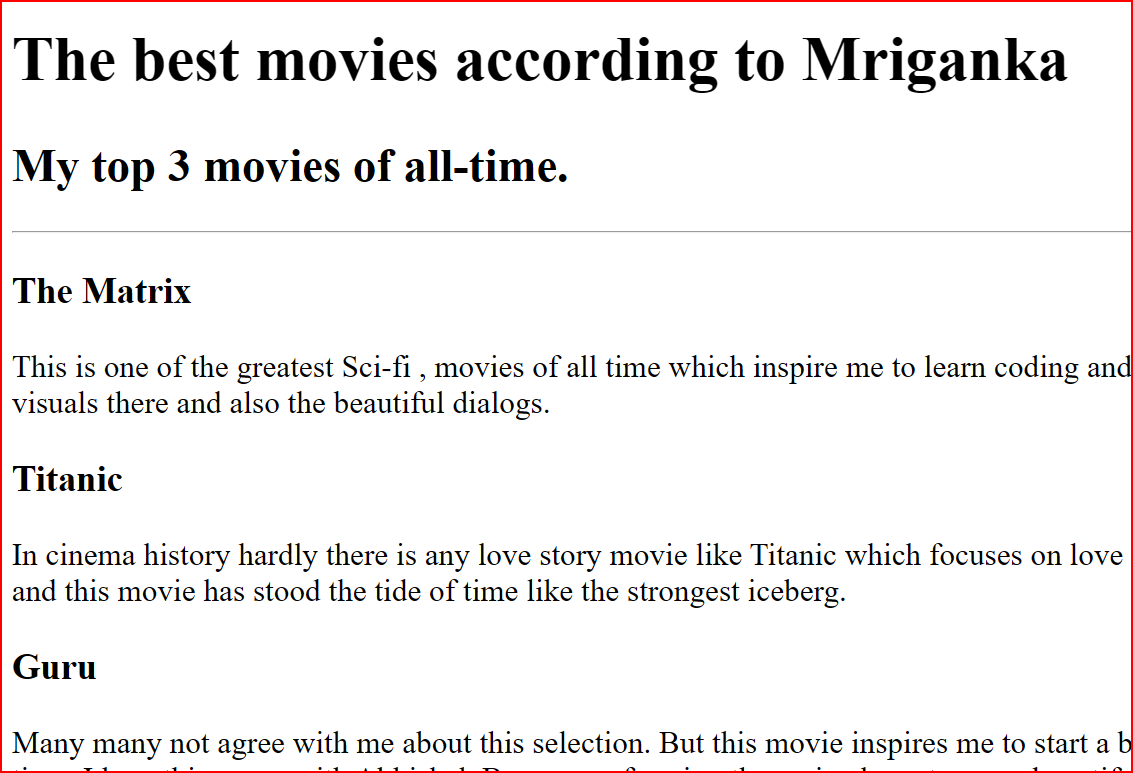 The best movies according to Mriganka
My top 3 movies of all-time.
The Matrix
This is one of the greatest Sci-fi , movies of all time which inspire me to learn coding and
visuals there and also the beautiful dialogs.
Titanic
In cinema history hardly there is any love story movie like Titanic which focuses on love
and this movie has stood the tide of time like the strongest iceberg.
Guru
Many many not agree with me about this selection. But this movie inspires me to start a